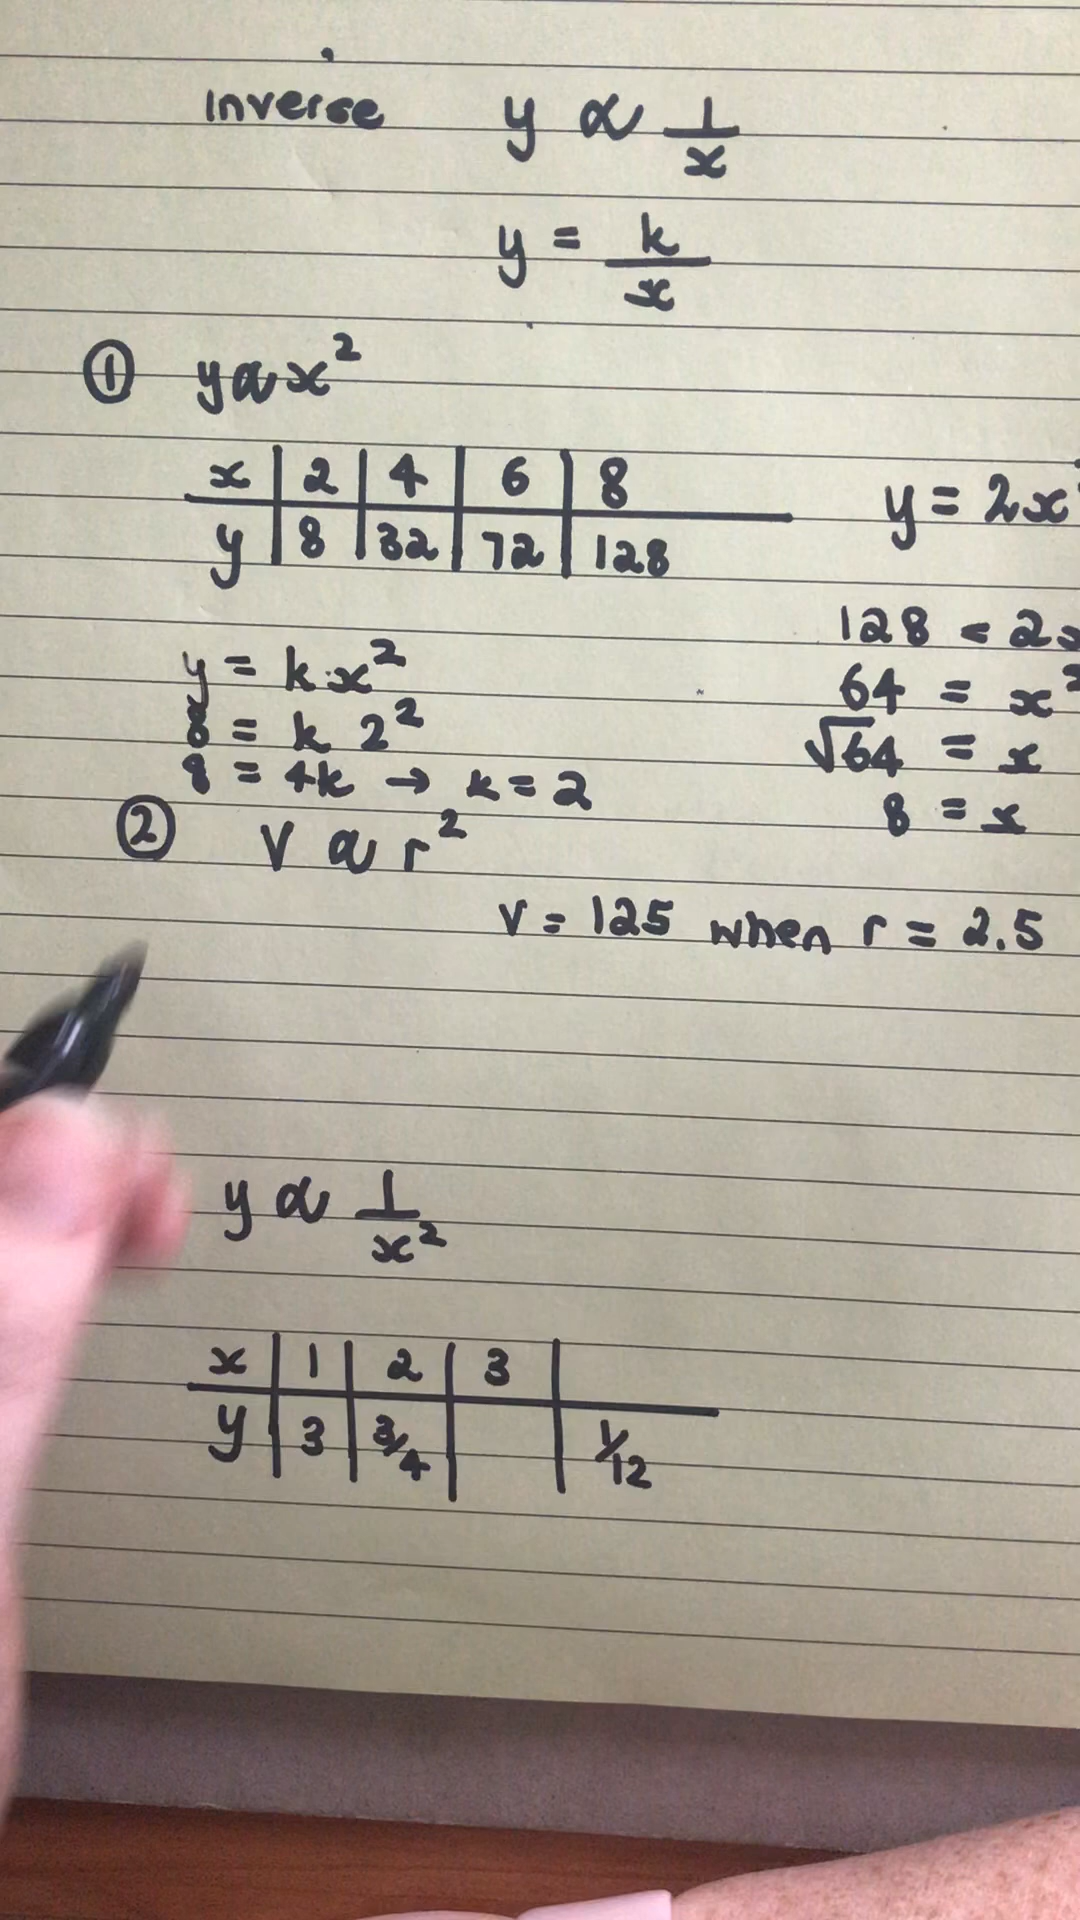 Inverse y ∝ 1/x
y = k/x
① y ∝ x²
x | 2 | 4 | 6 | 8
y | 8 | 32 | 72 | 128
y = 2x
128 = 2
64 = x²
√64 = x
8 = x
y = k x²
8 = k 2²
8 = 4k → k = 2
② V ∝ r²
V = 125 when r = 2.5
y ∝ 1/x²
x | 1 | 2 | 3 |
y | 3 | 3/4 | | 1/12